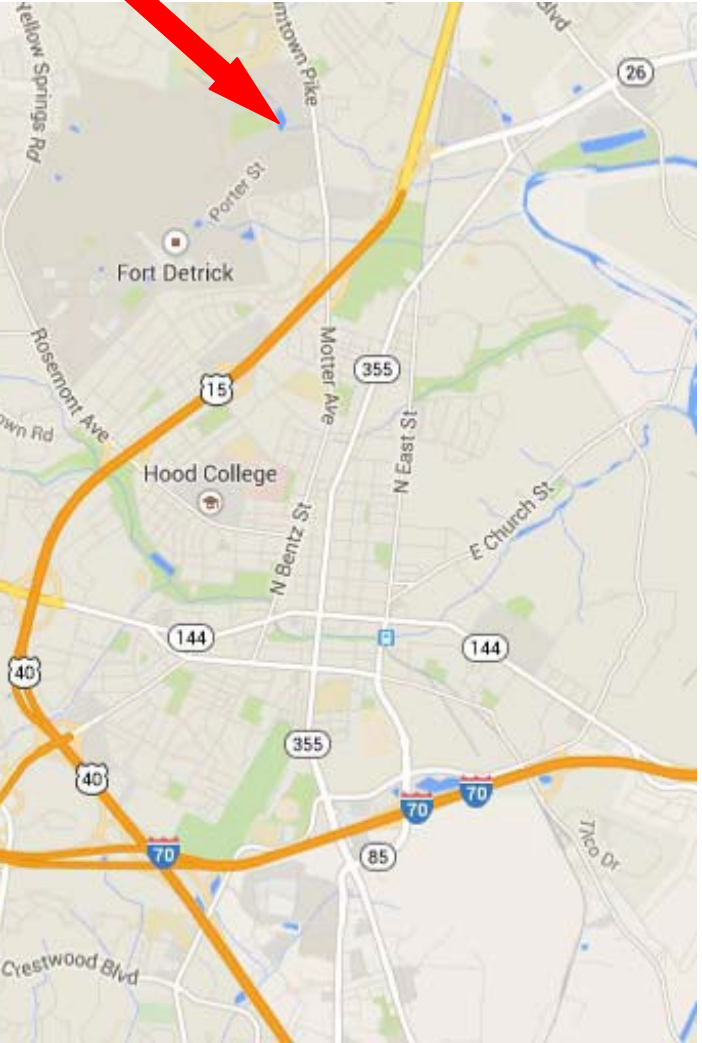 Yellow Springs Rd
mtown Pike
Blvd
26
Porter St
Fort Detrick
Rosemont Ave
15
Motter Ave
355
own Rd
Hood College
N East St
N Bentz St
E Church St
144
144
40
355
40
70
70
70
85
Tyco Dr
Crestwood Blvd